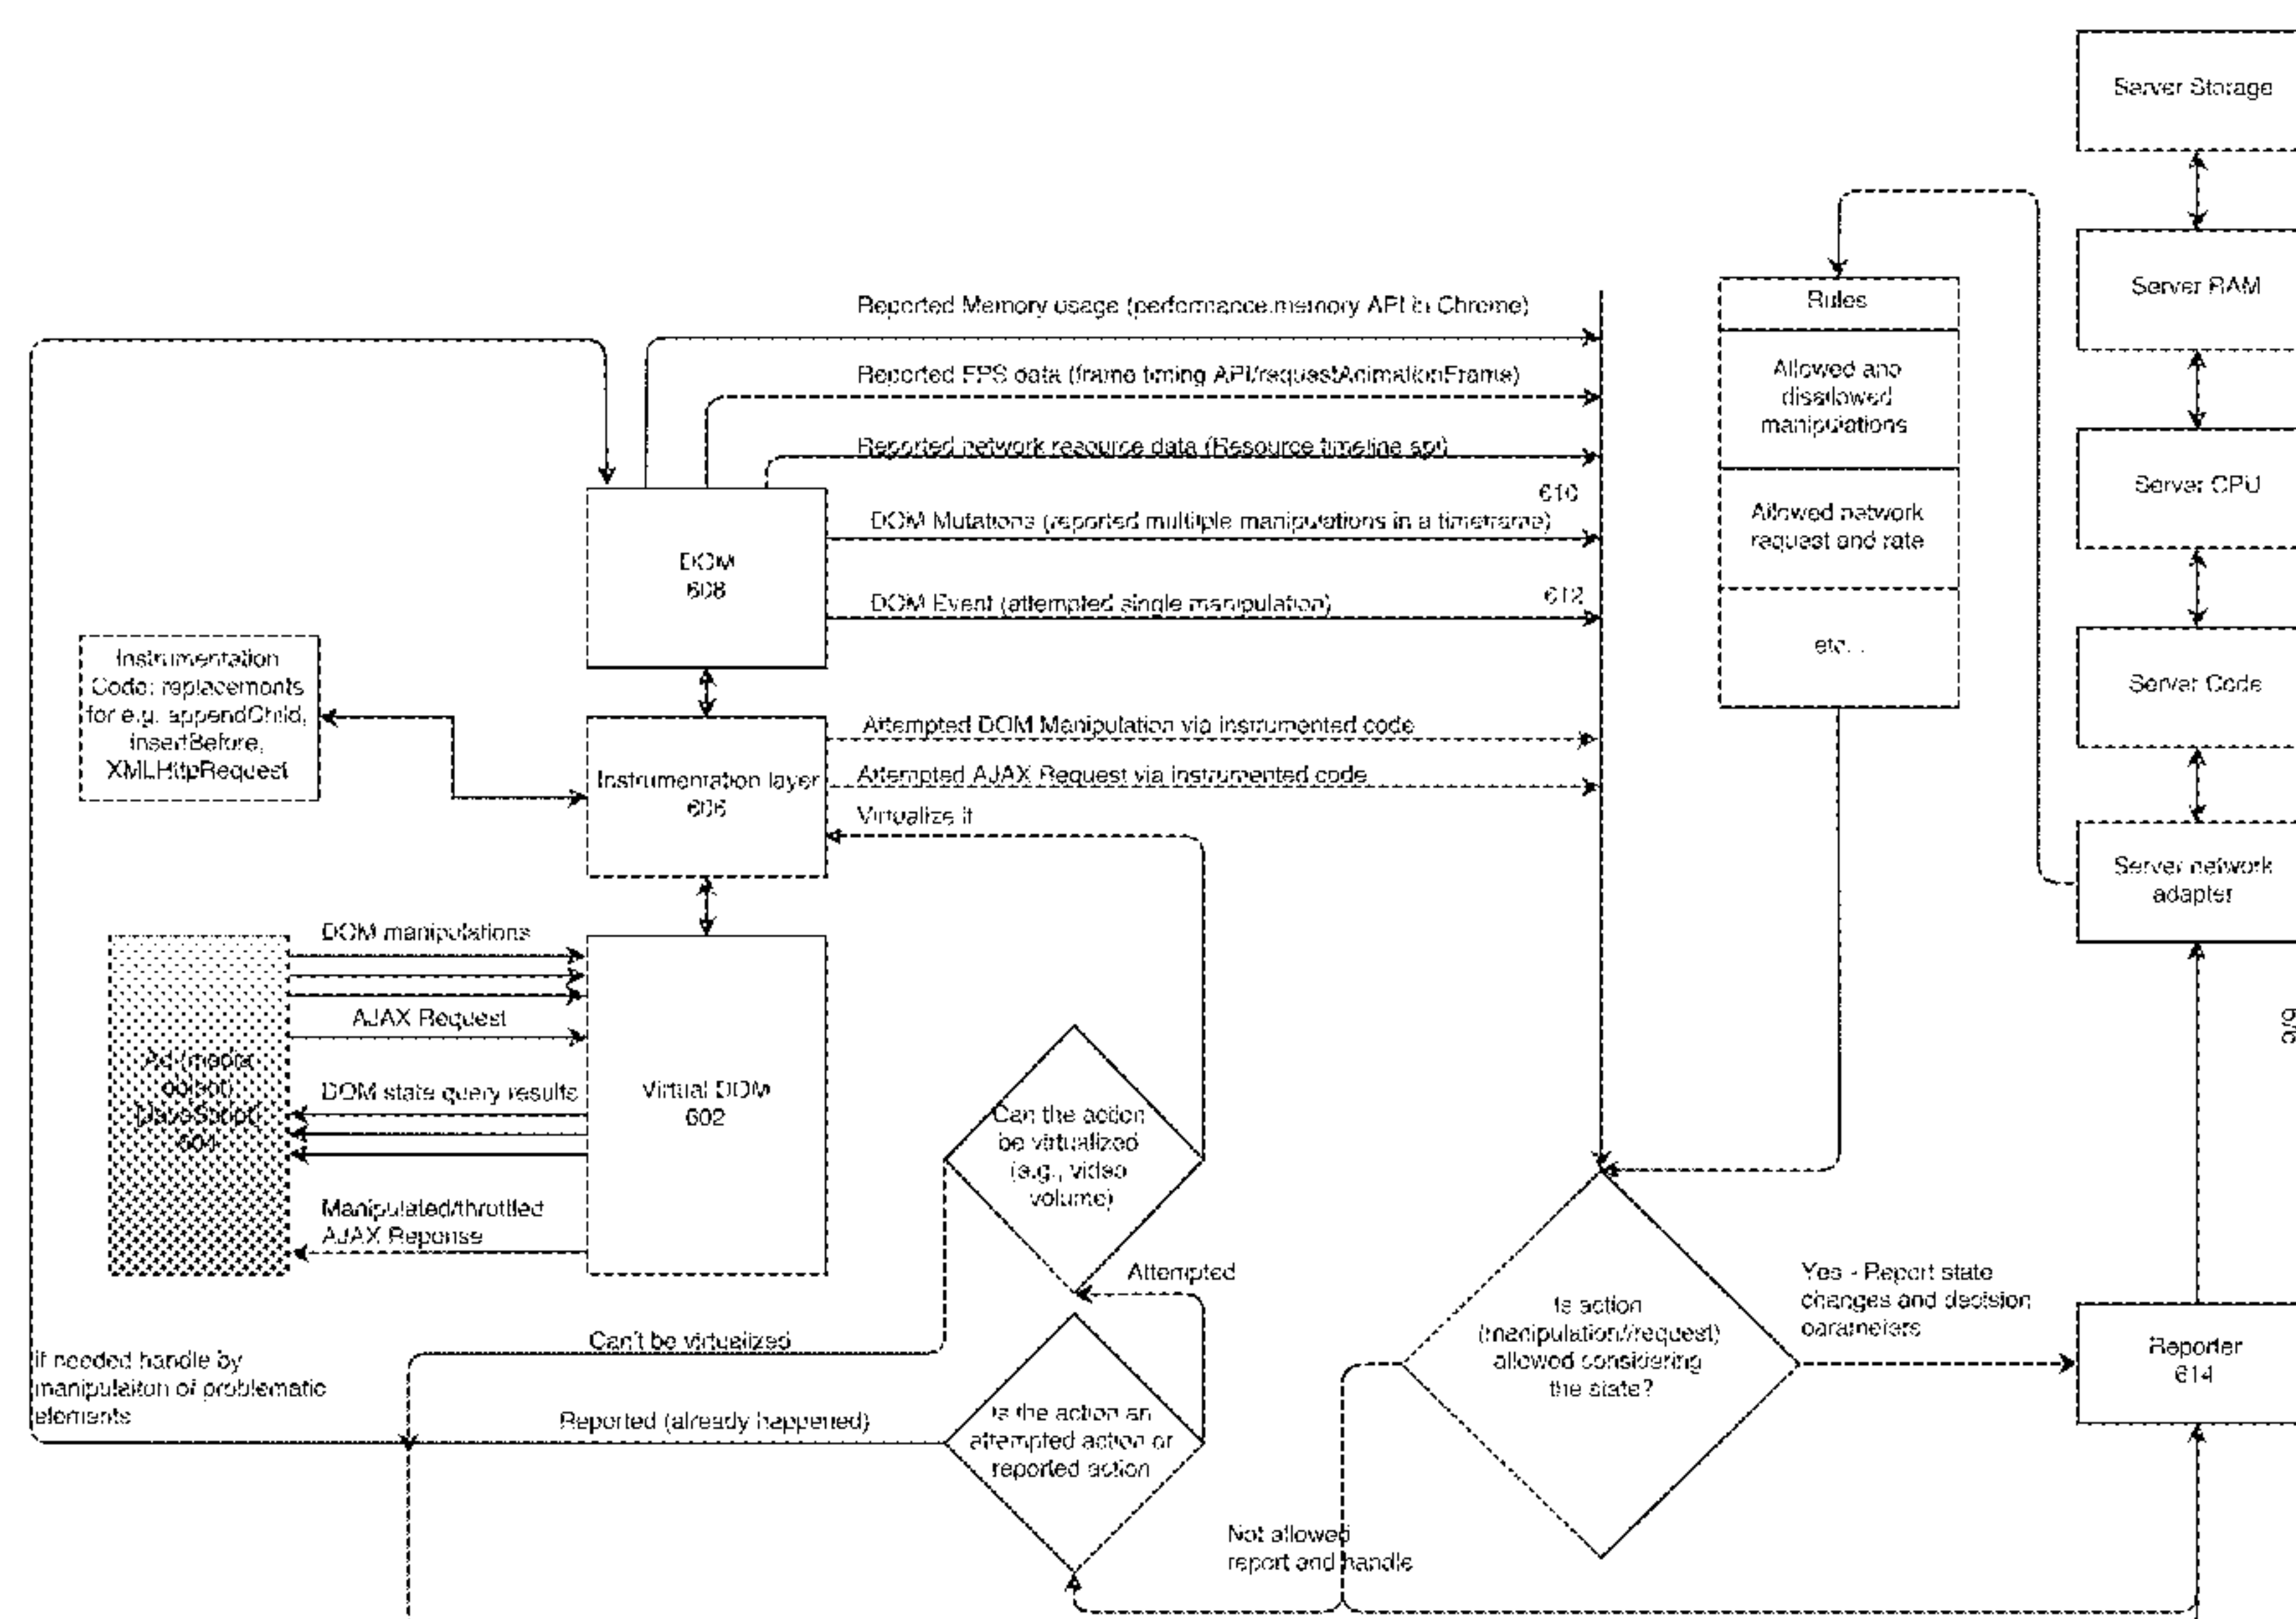 Server Storage
Server RAM
Server CPU
Server Code
Server network
adapter
Rules
Allowed and
disallowed
manipulations
Allowed network
request and rate
etc...
Reported Memory usage (performance.memory API in Chrome)
Reported FPS data (frame timing API/requestAnimationFrame)
Reported network resource data (Resource timeline api)
610
DOM Mutations (reported multiple manipulations in a timeframe)
612
DOM Event (attempted single manipulation)
DOM
608
Instrumentation
Code: replacements
for e.g. appendChild,
insertBefore,
XMLHttpRequest
Instrumentation layer
606
Attempted DOM Manipulation via instrumented code
Attempted AJAX Request via instrumented code
Virtualize it
DOM manipulations
AJAX Request
DOM state query results
Manipulated/throttled
AJAX Reponse
Ad (media
object)
[JavaScript]
604
Virtual DOM
602
Can the action
be virtualized
(e.g., video
volume)
Attempted
Can't be virtualized
if needed handle by
manipulaiton of problematic
elements
Reported (already happened)
Is the action an
attempted action or
reported action
Is action
(manipulation//request)
allowed considering
the state?
Yes - Report state
changes and decision
parameters
Reporter
614
Not allowed
report and handle